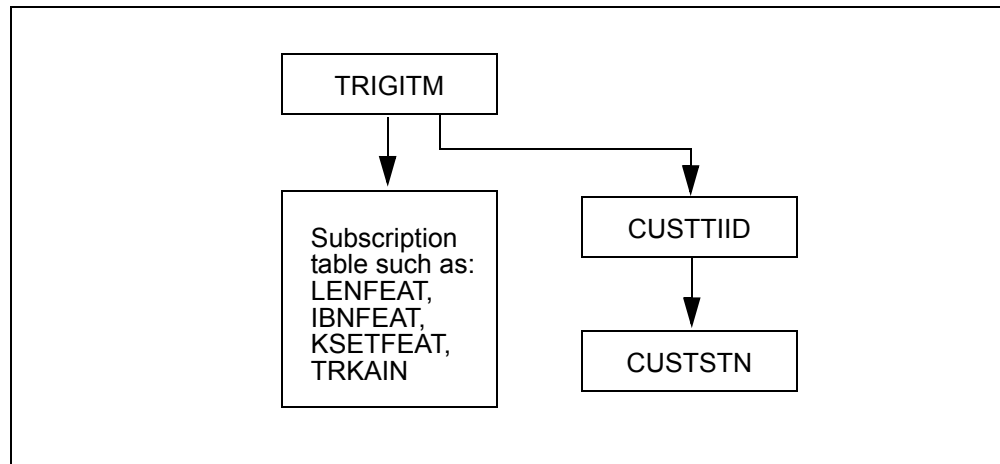 TRIGITM
Subscription
table such as:
LENFEAT,
IBNFEAT,
KSETFEAT,
TRKAIN
CUSTTIID
CUSTSTN